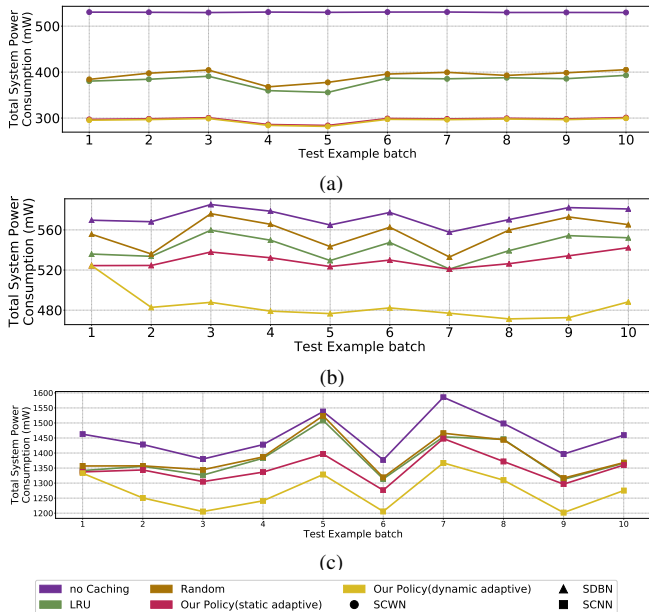 Total System Power
Consumption (mW)
500
400
300
1 2 3 4 5 6 7 8 9 10
Test Example batch
(a)
Total System Power
Consumption (mW)
560
520
480
1 2 3 4 5 6 7 8 9 10
Test Example batch
(b)
Total System Power
Consumption (mW)
1600
1550
1500
1450
1400
1350
1300
1250
1200
1 2 3 4 5 6 7 8 9 10
Test Example batch
(c)
no Caching Random Our Policy(dynamic adaptive) SDBN
LRU Our Policy(static adaptive) SCWN SCNN